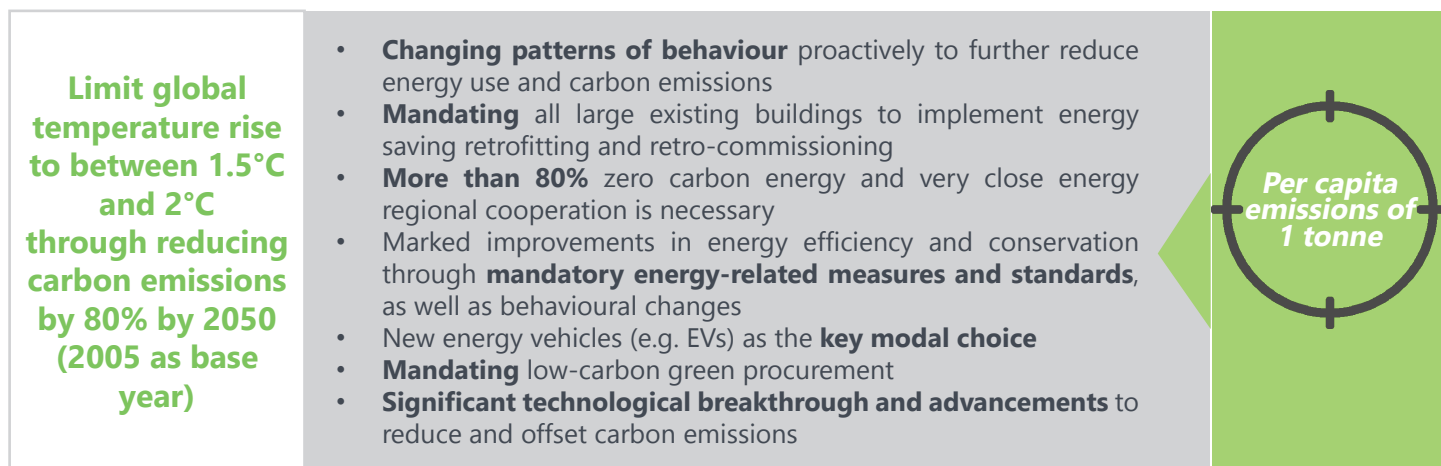 Limit global
temperature rise
to between 1.5°C
and 2°C
through reducing
carbon emissions
by 80% by 2050
(2005 as base
year)
• Changing patterns of behaviour proactively to further reduce
energy use and carbon emissions
• Mandating all large existing buildings to implement energy
saving retrofitting and retro-commissioning
• More than 80% zero carbon energy and very close energy
regional cooperation is necessary
• Marked improvements in energy efficiency and conservation
through mandatory energy-related measures and standards,
as well as behavioural changes
• New energy vehicles (e.g. EVs) as the key modal choice
• Mandating low-carbon green procurement
• Significant technological breakthrough and advancements to
reduce and offset carbon emissions
Per capita
emissions of
1 tonne